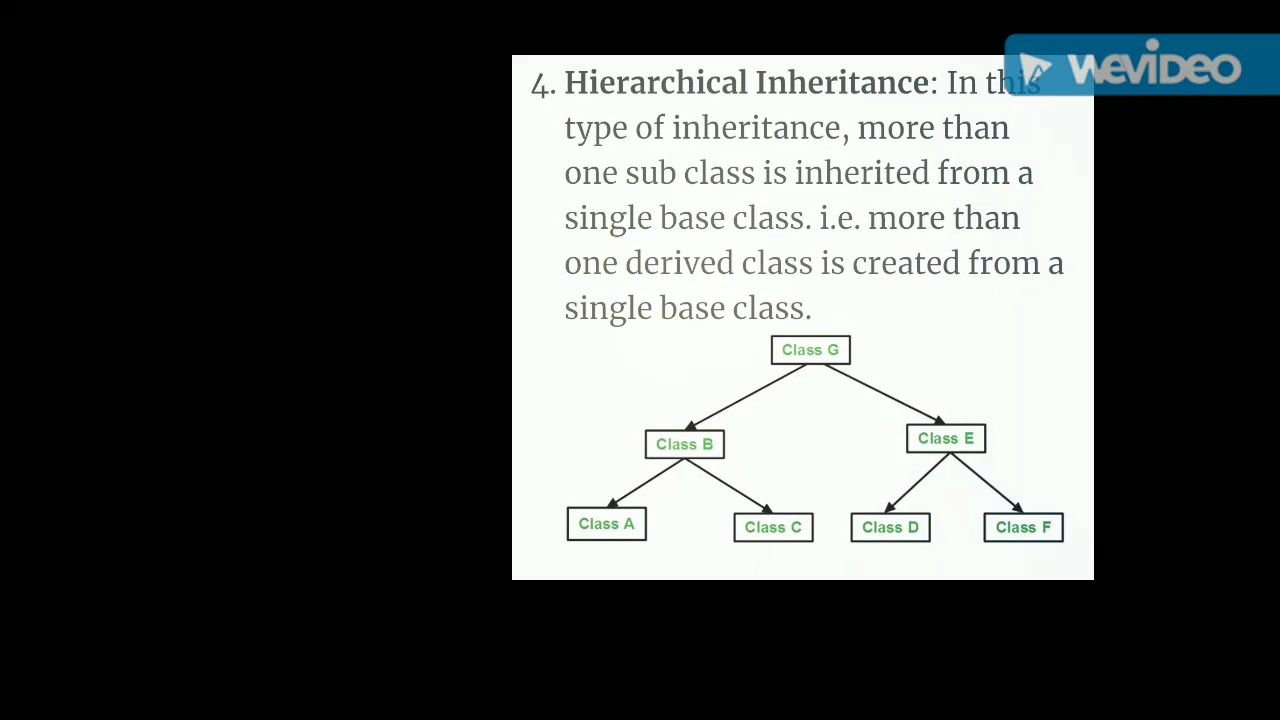 WEVIDEO
4. Hierarchical Inheritance: In this
type of inheritance, more than
one sub class is inherited from a
single base class. i.e. more than
one derived class is created from a
single base class.
Class G
Class B
Class E
Class A
Class C
Class D
Class F